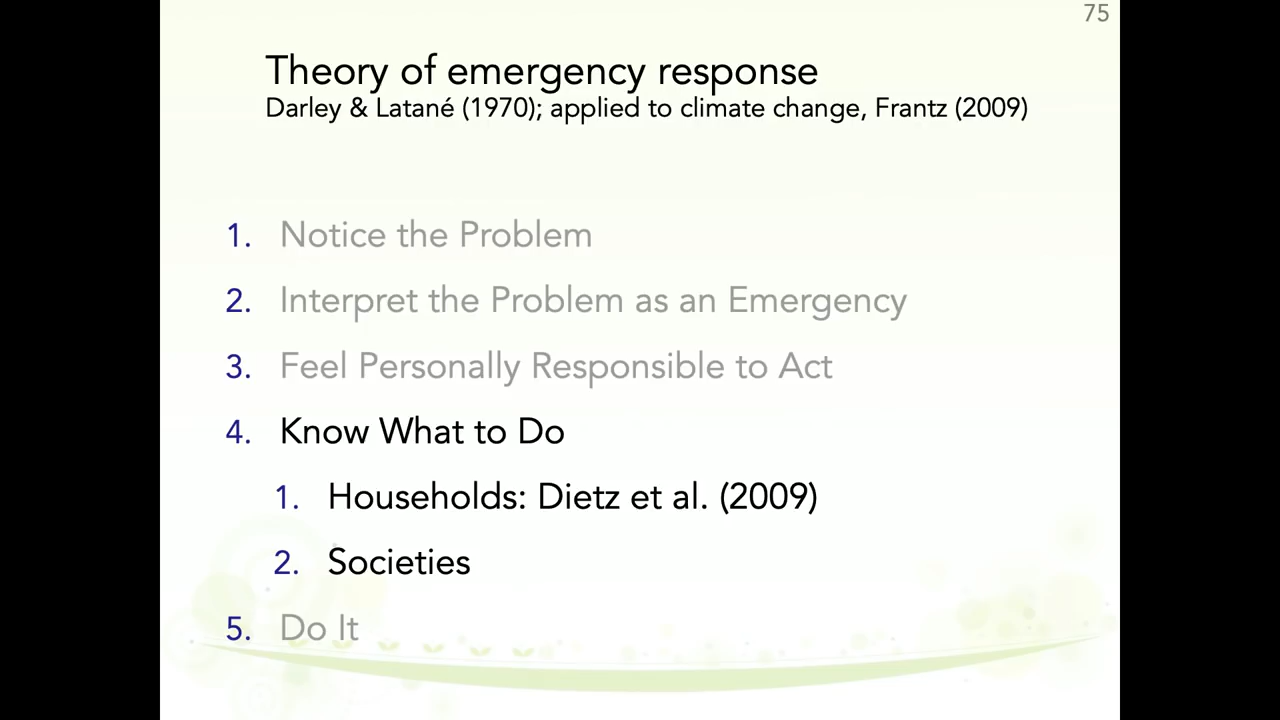 75
Theory of emergency response
Darley & Latané (1970); applied to climate change, Frantz (2009)
1. Notice the Problem
2. Interpret the Problem as an Emergency
3. Feel Personally Responsible to Act
4. Know What to Do
1. Households: Dietz et al. (2009)
2. Societies
5. Do It